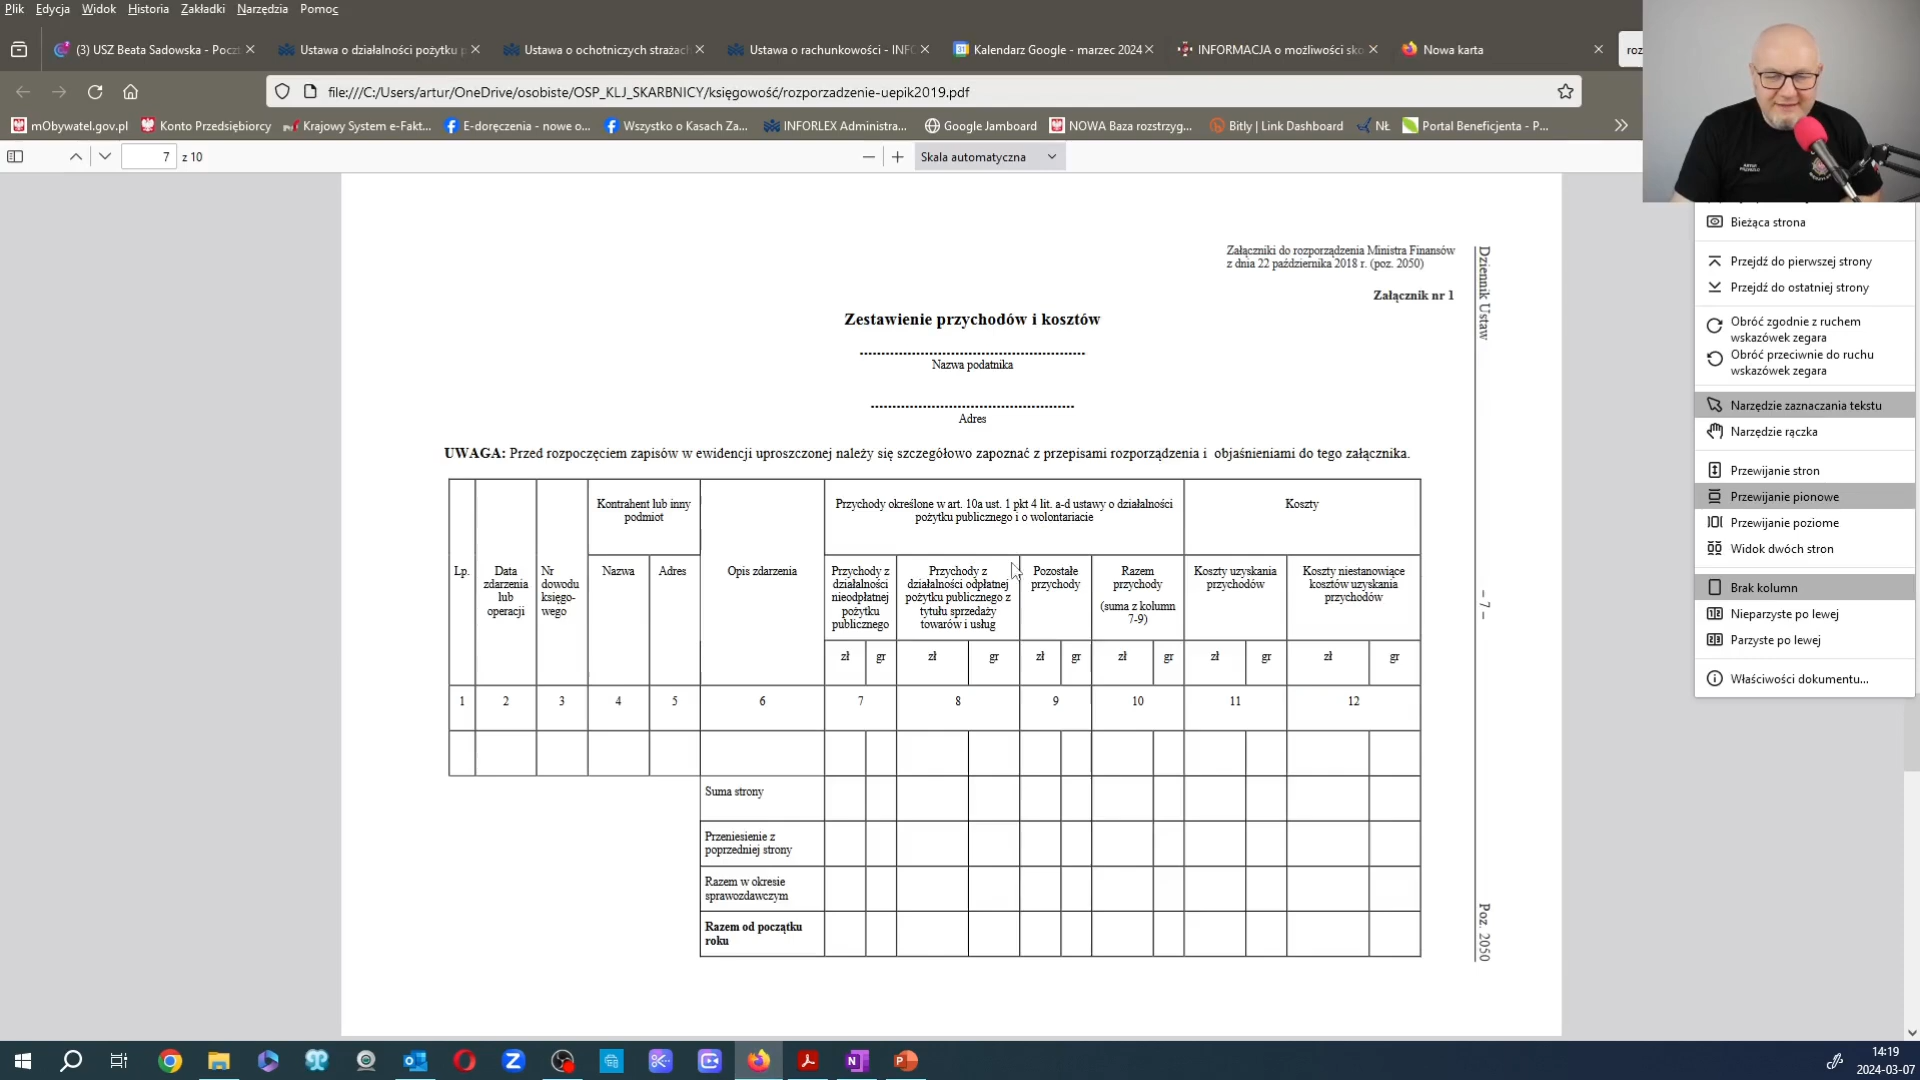 Plik Edycja Widok Historia Zakładki Narzędzia Pomoc
(3) USZ Beata Sadowska - Poczt
Ustawa o działalności pożytku p
Ustawa o ochotniczych strażach
Ustawa o rachunkowości - INFO
Kalendarz Google - marzec 2024
INFORMACJA o możliwości sko
Nowa karta
roz
file:///C:/Users/artur/OneDrive/osobiste/OSP_KLJ_SKARBNICY/księgowość/rozporzadzenie-uepik2019.pdf
mObywatel.gov.pl
Konto Przedsiębiorcy
Krajowy System e-Fakt...
E-doręczenia - nowe o...
Wszystko o Kasach Za...
INFORLEX Administra...
Google Jamboard
NOWA Baza rozstrzyg...
Bitly | Link Dashboard
NŁ
Portal Beneficjenta - P...
7 z 10
Skala automatyczna
Bieżąca strona
Przejdź do pierwszej strony
Przejdź do ostatniej strony
Obróć zgodnie z ruchem
wskazówek zegara
Obróć przeciwnie do ruchu
wskazówek zegara
Narzędzie zaznaczania tekstu
Narzędzie rączka
Przewijanie stron
Przewijanie pionowe
Przewijanie poziome
Widok dwóch stron
Brak kolumn
Nieparzyste po lewej
Parzyste po lewej
Właściwości dokumentu...
Załączniki do rozporządzenia Ministra Finansów
z dnia 22 października 2018 r. (poz. 2050)
Załącznik nr 1
Dziennik Ustaw
– 7 –
Poz. 2050
Zestawienie przychodów i kosztów
Nazwa podatnika
Adres
UWAGA: Przed rozpoczęciem zapisów w ewidencji uproszczonej należy się szczegółowo zapoznać z przepisami rozporządzenia i objaśnieniami do tego załącznika.
Lp.
Data
zdarzenia
lub
operacji
Nr
dowodu
księgo-
wego
Kontrahent lub inny
podmiot
Nazwa
Adres
Opis zdarzenia
Przychody określone w art. 10a ust. 1 pkt 4 lit. a-d ustawy o działalności
pożytku publicznego i o wolontariacie
Przychody z
działalności
nieodpłatnej
pożytku
publicznego
Przychody z
działalności odpłatnej
pożytku publicznego z
tytułu sprzedaży
towarów i usług
Pozostałe
przychody
Razem
przychody
(suma z kolumn
7-9)
Koszty
Koszty uzyskania
przychodów
Koszty niestanowiące
kosztów uzyskania
przychodów
zł gr zł gr zł gr zł gr zł gr zł gr
1 2 3 4 5 6 7 8 9 10 11 12
Suma strony
Przeniesienie z
poprzedniej strony
Razem w okresie
sprawozdawczym
Razem od początku
roku
14:19
2024-03-07